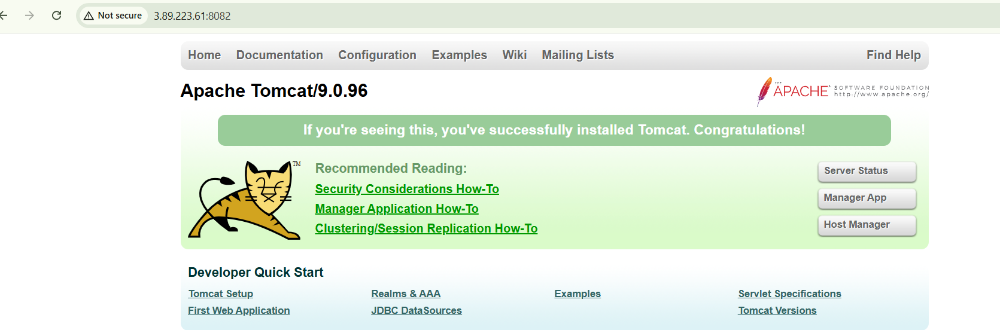 Not secure 3.89.223.61:8082
Home Documentation Configuration Examples Wiki Mailing Lists Find Help
Apache Tomcat/9.0.96
THE APACHE SOFTWARE FOUNDATION
http://www.apache.org/
If you're seeing this, you've successfully installed Tomcat. Congratulations!
TM
Recommended Reading:
Security Considerations How-To
Manager Application How-To
Clustering/Session Replication How-To
Server Status
Manager App
Host Manager
Developer Quick Start
Tomcat Setup Realms & AAA Examples Servlet Specifications
First Web Application JDBC DataSources Tomcat Versions